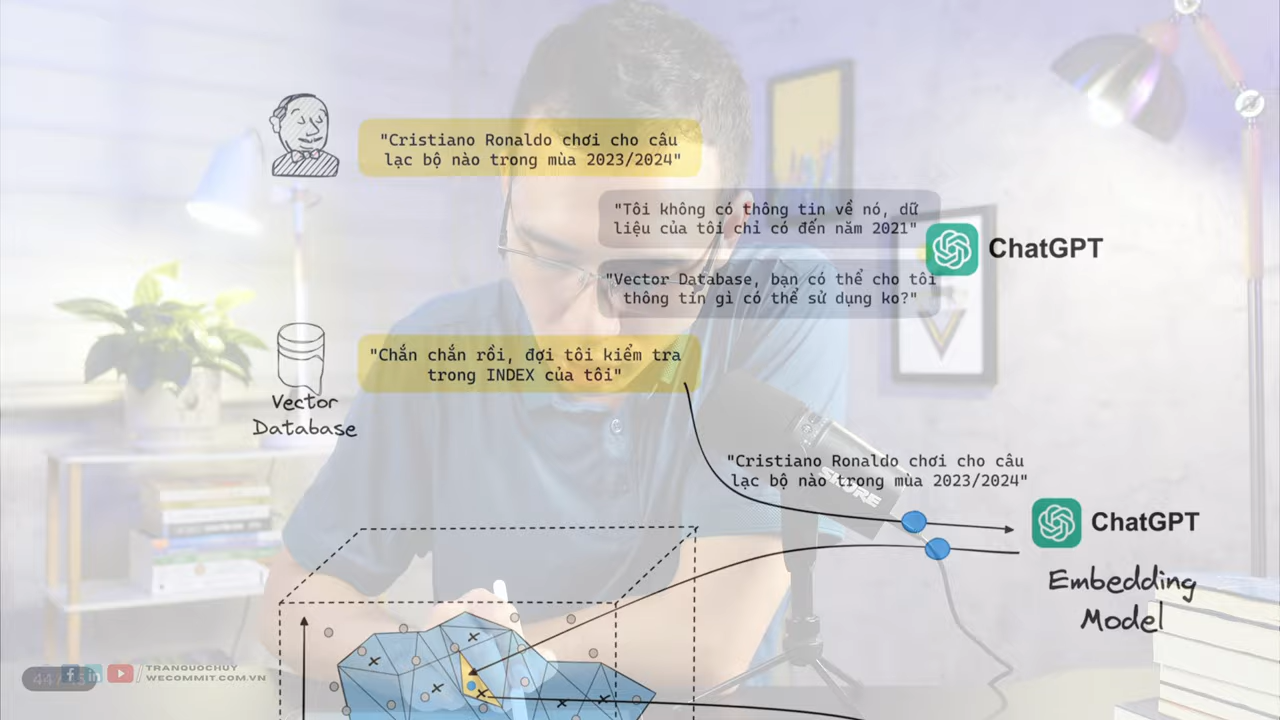 "Cristiano Ronaldo chơi cho câu
lạc bộ nào trong mùa 2023/2024"
"Tôi không có thông tin về nó, dữ
liệu của tôi chỉ có đến năm 2021"
ChatGPT
"Vector Database, bạn có thể cho tôi
thông tin gì có thể sử dụng ko?"
"Chắn chắn rồi, đợi tôi kiểm tra
trong INDEX của tôi"
Vector
Database
"Cristiano Ronaldo chơi cho câu
lạc bộ nào trong mùa 2023/2024"
SHURE
ChatGPT
Embedding
Model
TRANQUOCHUY
WECOMMIT.COM.VN